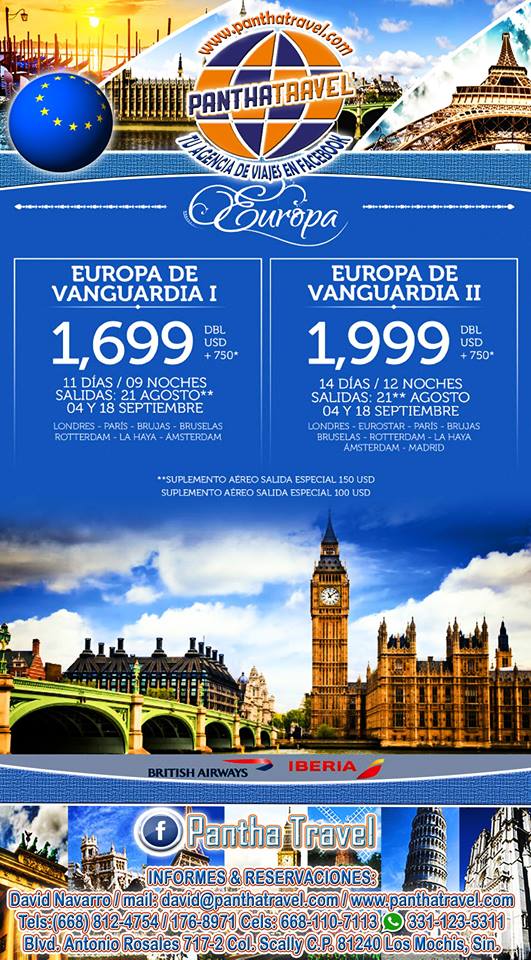 www.panthatravel.com
PANTHATRAVEL
TU AGENCIA DE VIAJES EN FACEBOOK
Europa
EUROPA DE
VANGUARDIA I
1,699 DBL
USD
+ 750*
11 DÍAS / 09 NOCHES
SALIDAS: 21 AGOSTO**
04 Y 18 SEPTIEMBRE
LONDRES - PARÍS - BRUJAS - BRUSELAS
ROTTERDAM - LA HAYA - ÁMSTERDAM
EUROPA DE
VANGUARDIA II
1,999 DBL
USD
+ 750*
14 DÍAS / 12 NOCHES
SALIDAS: 21** AGOSTO
04 Y 18 SEPTIEMBRE
LONDRES - EUROSTAR - PARÍS - BRUJAS
BRUSELAS - ROTTERDAM - LA HAYA
ÁMSTERDAM - MADRID
**SUPLEMENTO AÉREO SALIDA ESPECIAL 150 USD
SUPLEMENTO AÉREO SALIDA ESPECIAL 100 USD
BRITISH AIRWAYS IBERIA
f Pantha Travel
INFORMES & RESERVACIONES:
David Navarro / mail: david@panthatravel.com / www.panthatravel.com
Tels:(668) 812-4754 / 176-8971 Cels: 668-110-7113 331-123-5311
Blvd. Antonio Rosales 717-2 Col. Scally C.P. 81240 Los Mochis, Sin.